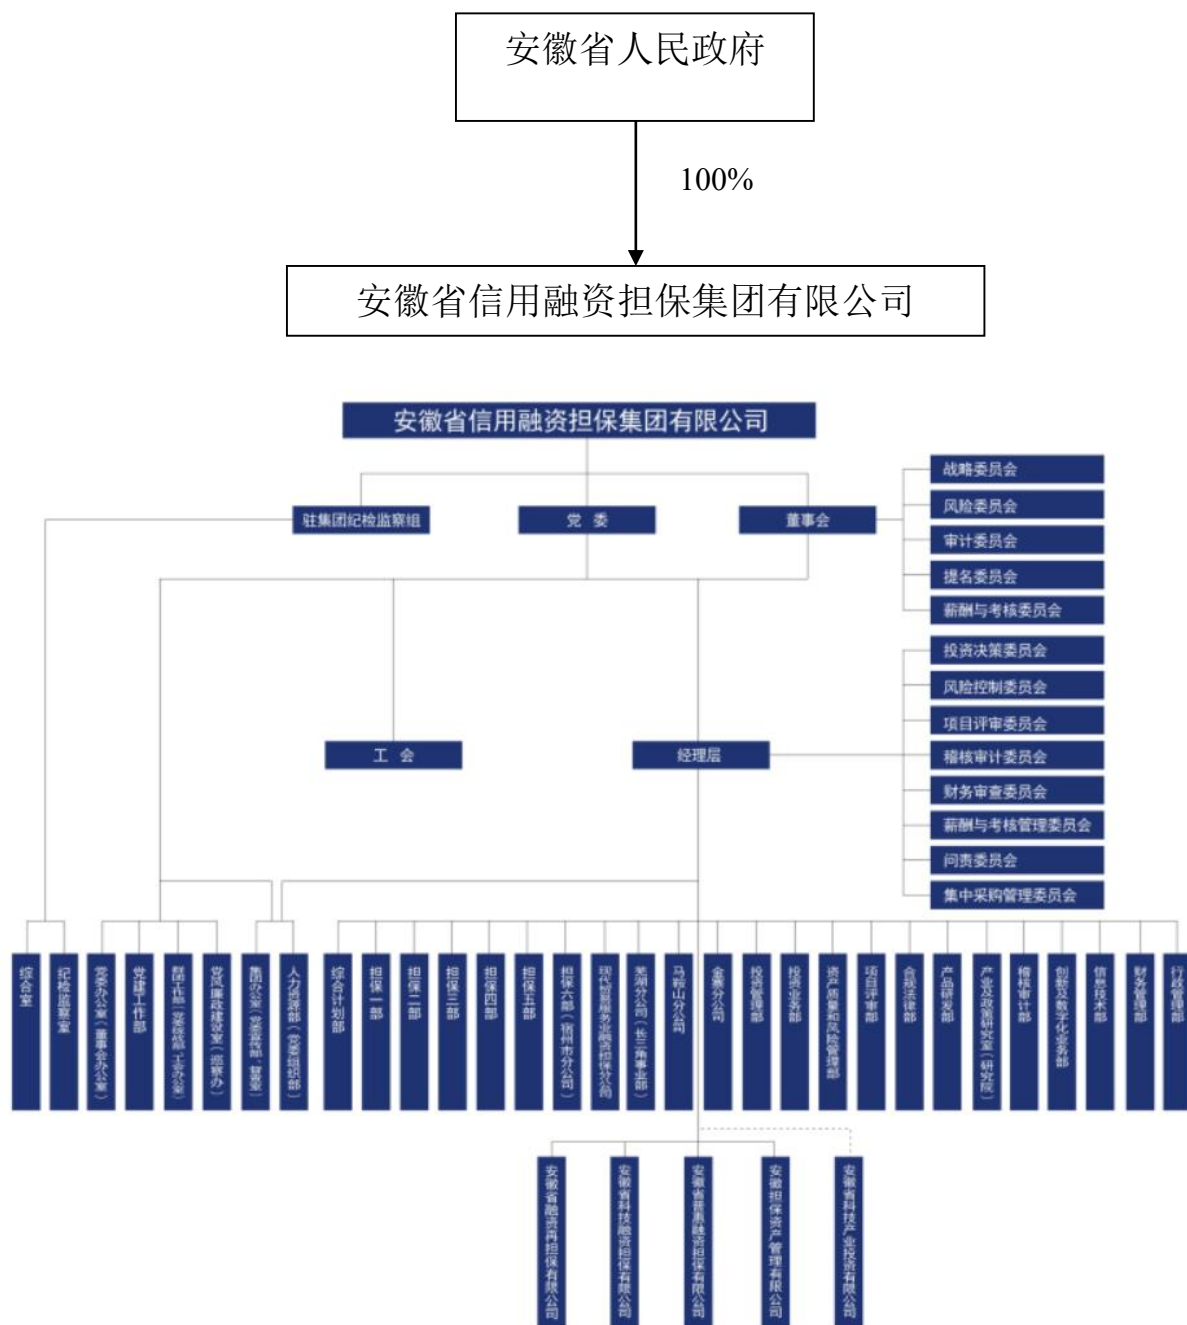 安徽省人民政府
100%
安徽省信用融资担保集团有限公司
安徽省信用融资担保集团有限公司
驻集团纪检监察组
党 委
董事会
战略委员会
风险委员会
审计委员会
提名委员会
薪酬与考核委员会
工 会
经理层
投资决策委员会
风险控制委员会
项目评审委员会
稽核审计委员会
财务审查委员会
薪酬与考核管理委员会
问责委员会
集中采购管理委员会
综合室
纪检监察室
党委办公室（董事会办公室）
党建工作部
群团工作部（党委统战部、工会办公室）
党风廉政建设室（巡察办）
集团办公室（党委宣传部、督查室）
人力资源部（党委组织部）
综合计划部
担保一部
担保二部
担保三部
担保四部
担保五部
担保六部（宿州市分公司）
现代贸易服务业融资担保分公司
芜湖分公司（长三角事业部）
马鞍山分公司
金寨分公司
投资管理部
投资业务部
资产质量和风险管理部
项目评审部
合规法律部
产品研发部
产业及政策研究室（研究院）
稽核审计部
创新及数字化业务部
信息技术部
财务管理部
行政管理部
安徽省融资再担保有限公司
安徽省科技融资担保有限公司
安徽省普惠融资担保有限公司
安徽担保资产管理有限公司
安徽省科技产业投资有限公司